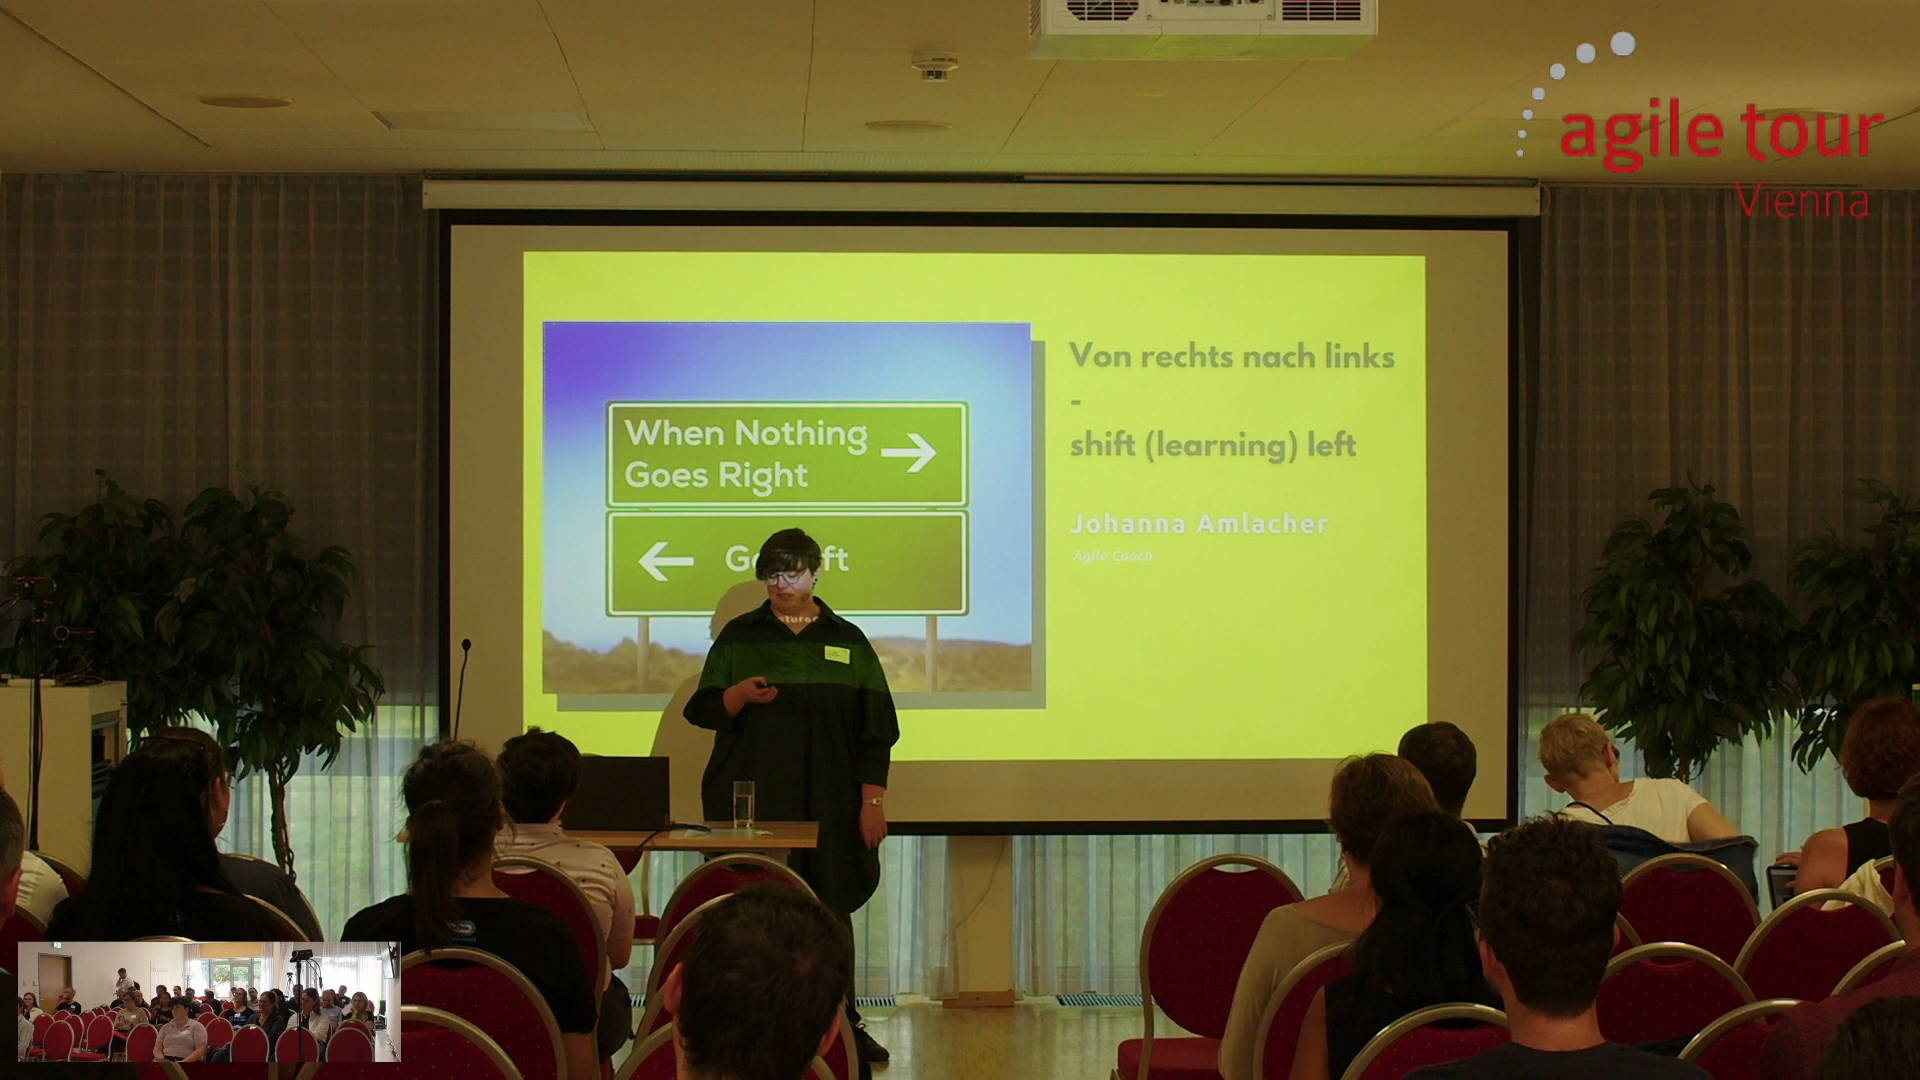 agile tour
Vienna
When Nothing
Goes Right
Von rechts nach links
-
shift (learning) left
Johanna Amlacher
Agile Coach